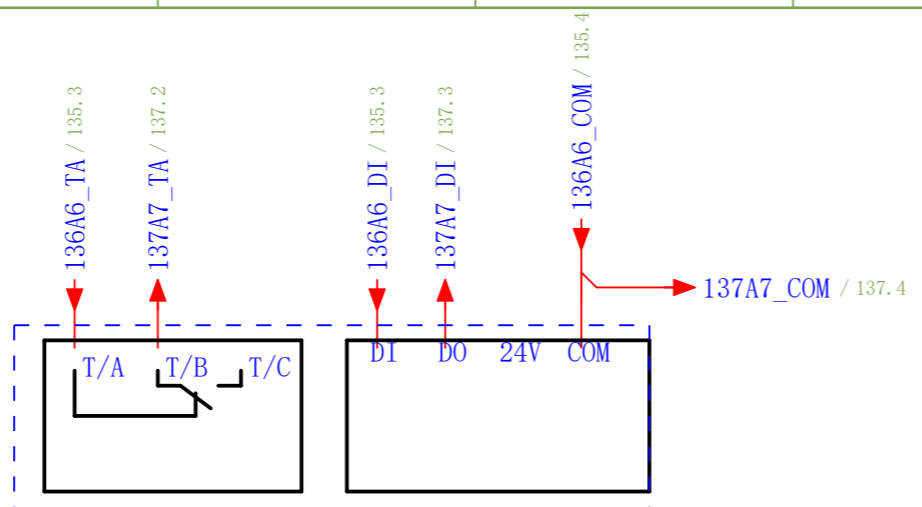 136A6_TA / 135.3
137A7_TA / 137.2
136A6_DI / 135.3
137A7_DI / 137.3
136A6_COM / 135.4
137A7_COM / 137.4
T/A T/B T/C
DI DO 24V COM